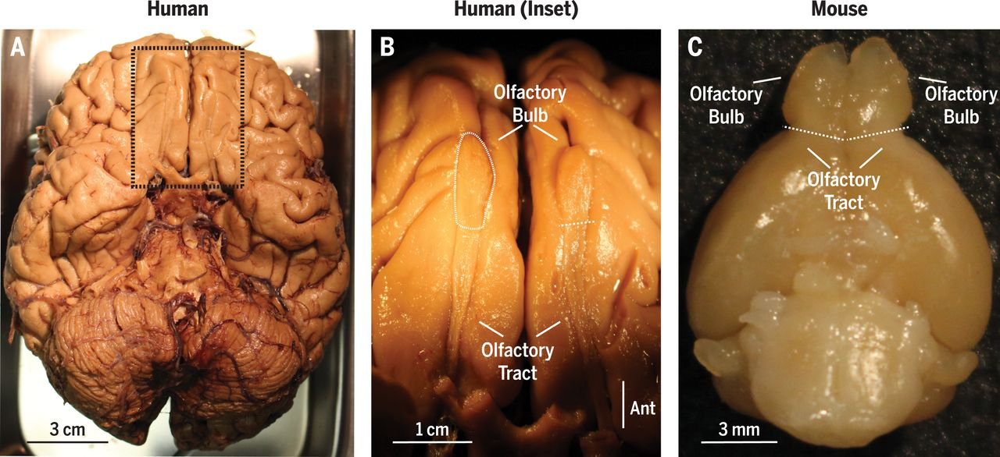 Human
Human (Inset)
Mouse
A
3 cm
B
Olfactory
Bulb
Olfactory
Tract
Ant
1 cm
C
Olfactory
Bulb
Olfactory
Bulb
Olfactory
Tract
3 mm